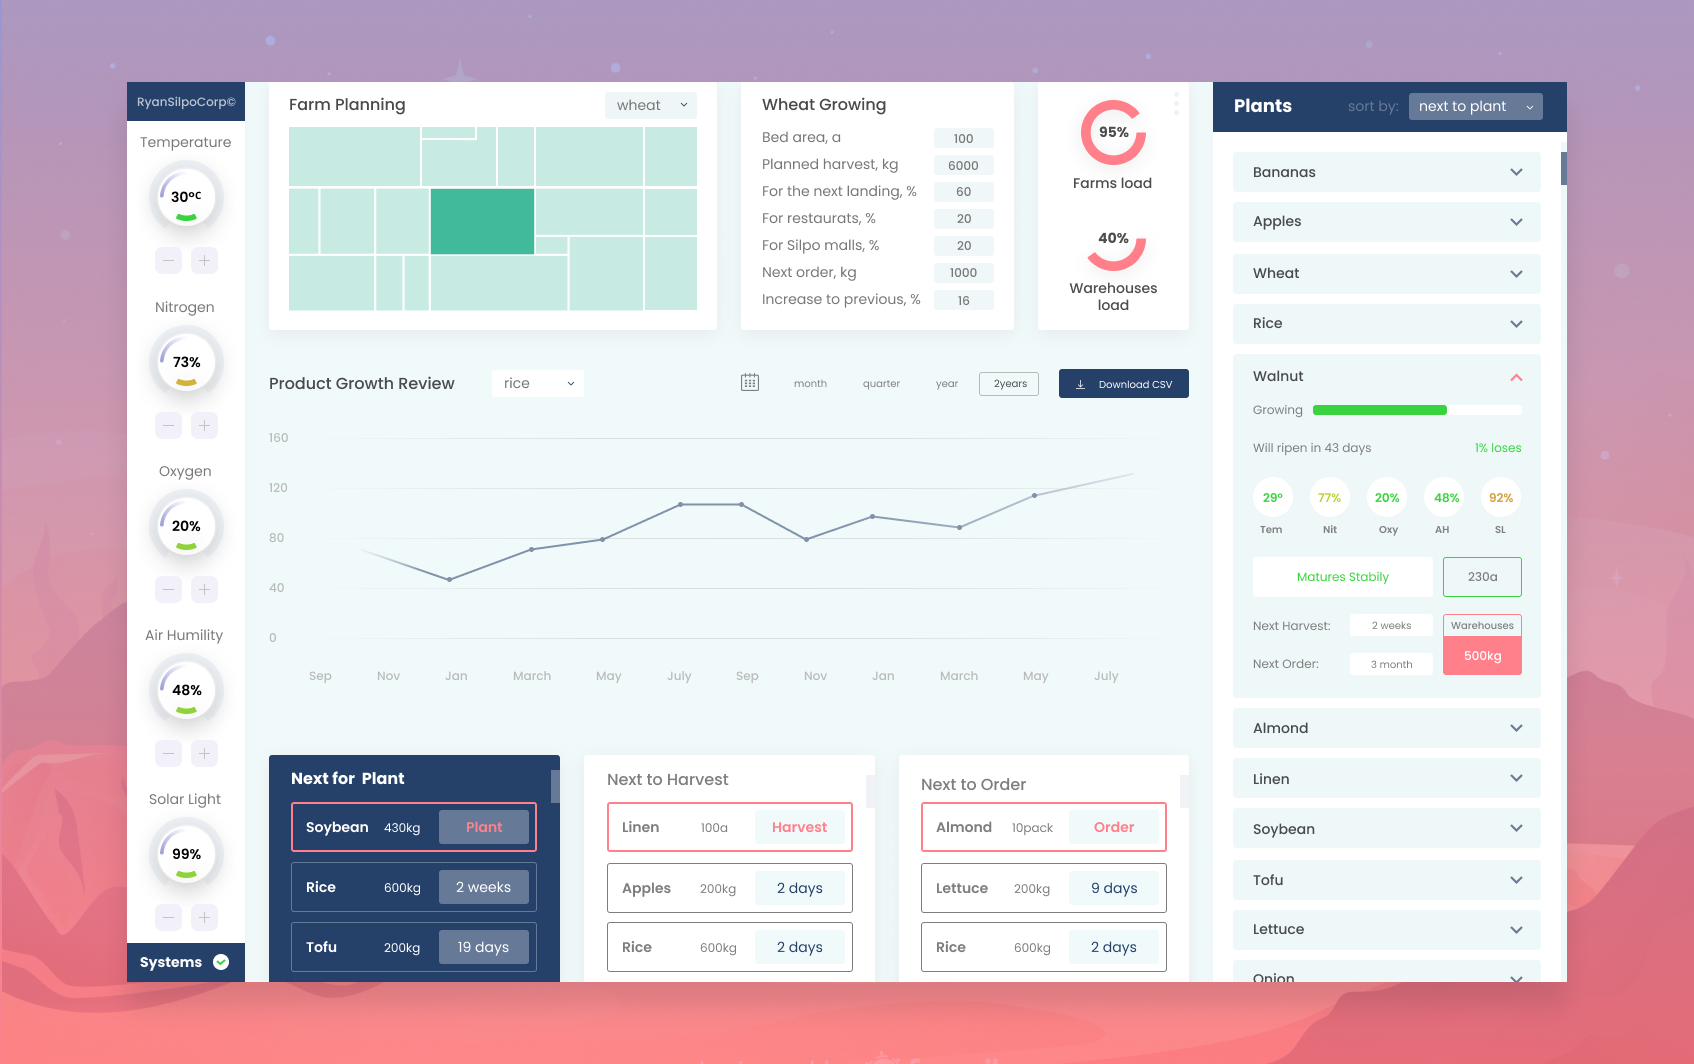 RyanSilpoCorp©
Temperature
30°C
Nitrogen
73%
Oxygen
20%
Air Humility
48%
Solar Light
99%
Systems
Farm Planning
wheat
Wheat Growing
Bed area, a 100
Planned harvest, kg 6000
For the next landing, % 60
For restaurats, % 20
For Silpo malls, % 20
Next order, kg 1000
Increase to previous, % 16
95%
Farms load
40%
Warehouses
load
Product Growth Review
rice
month quarter year 2years
Download CSV
160
120
80
40
0
Sep Nov Jan March May July Sep Nov Jan March May July
Next for Plant
Soybean 430kg Plant
Rice 600kg 2 weeks
Tofu 200kg 19 days
Next to Harvest
Linen 100a Harvest
Apples 200kg 2 days
Rice 600kg 2 days
Next to Order
Almond 10pack Order
Lettuce 200kg 9 days
Rice 600kg 2 days
Plants
sort by: next to plant
Bananas
Apples
Wheat
Rice
Walnut
Growing
Will ripen in 43 days 1% loses
29° 77% 20% 48% 92%
Tem Nit Oxy AH SL
Matures Stabily 230a
Next Harvest: 2 weeks Warehouses
500kg
Next Order: 3 month
Almond
Linen
Soybean
Tofu
Lettuce
Onion